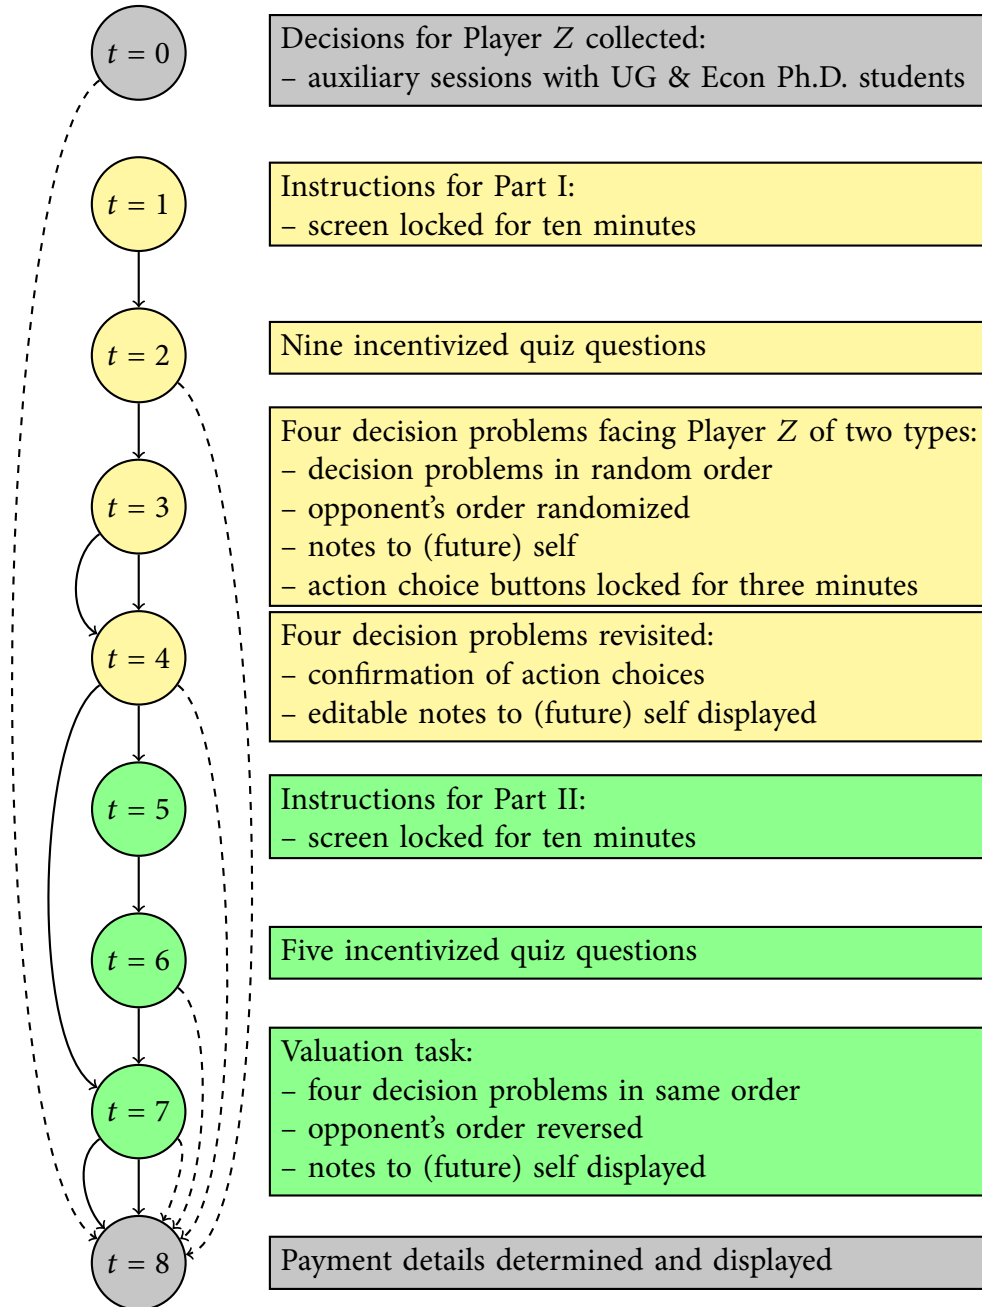 t = 0
Decisions for Player Z collected:
– auxiliary sessions with UG & Econ Ph.D. students
t = 1
Instructions for Part I:
– screen locked for ten minutes
t = 2
Nine incentivized quiz questions
t = 3
Four decision problems facing Player Z of two types:
– decision problems in random order
– opponent's order randomized
– notes to (future) self
– action choice buttons locked for three minutes
t = 4
Four decision problems revisited:
– confirmation of action choices
– editable notes to (future) self displayed
t = 5
Instructions for Part II:
– screen locked for ten minutes
t = 6
Five incentivized quiz questions
t = 7
Valuation task:
– four decision problems in same order
– opponent's order reversed
– notes to (future) self displayed
t = 8
Payment details determined and displayed